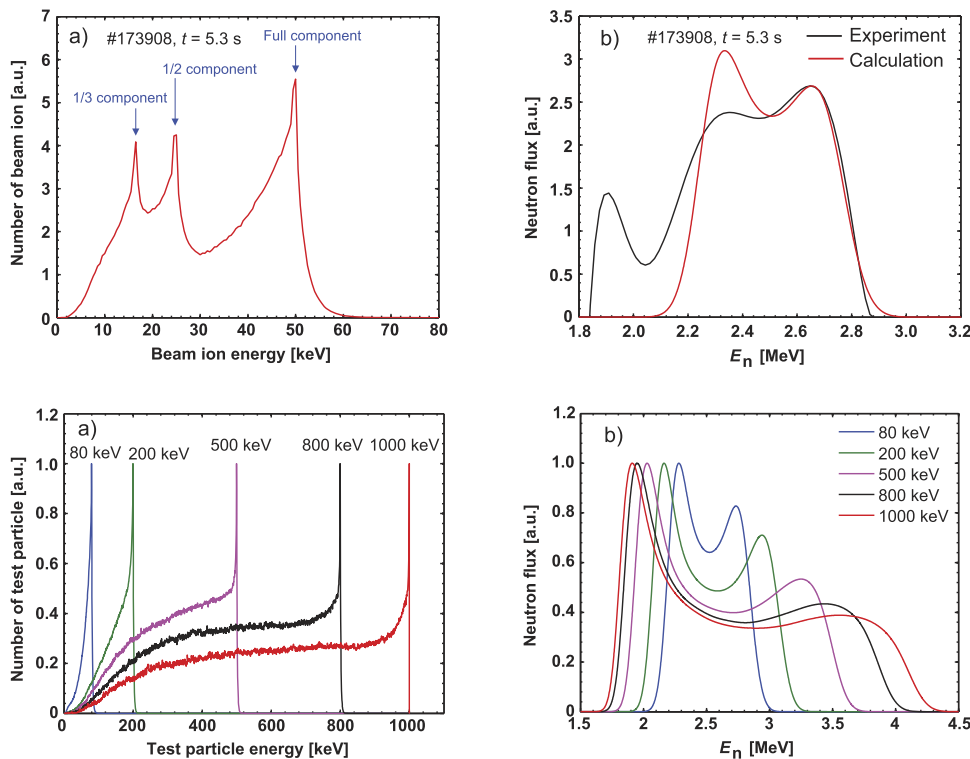 a)
#173908, t = 5.3 s
Full component
1/2 component
1/3 component
Number of beam ion [a.u.]
7
6
5
4
3
2
1
0
0 10 20 30 40 50 60 70 80
Beam ion energy [keV]
b)
#173908, t = 5.3 s
Experiment
Calculation
Neutron flux [a.u.]
3.5
3.0
2.5
2.0
1.5
1.0
0.5
0
1.8 2.0 2.2 2.4 2.6 2.8 3.0 3.2
En [MeV]
a)
80 keV 200 keV 500 keV 800 keV 1000 keV
Number of test particle [a.u.]
1.2
1.0
0.8
0.6
0.4
0.2
0.0
0 200 400 600 800 1000
Test particle energy [keV]
b)
80 keV
200 keV
500 keV
800 keV
1000 keV
Neutron flux [a.u.]
1.2
1.0
0.8
0.6
0.4
0.2
0
1.5 2 2.5 3 3.5 4 4.5
En [MeV]